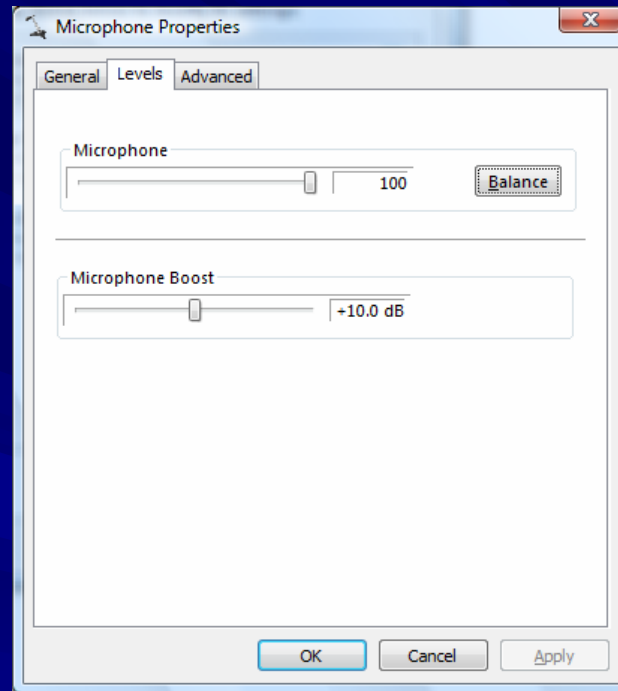 Microphone Properties
General Levels Advanced
Microphone
100 Balance
Microphone Boost
+10.0 dB
OK Cancel Apply